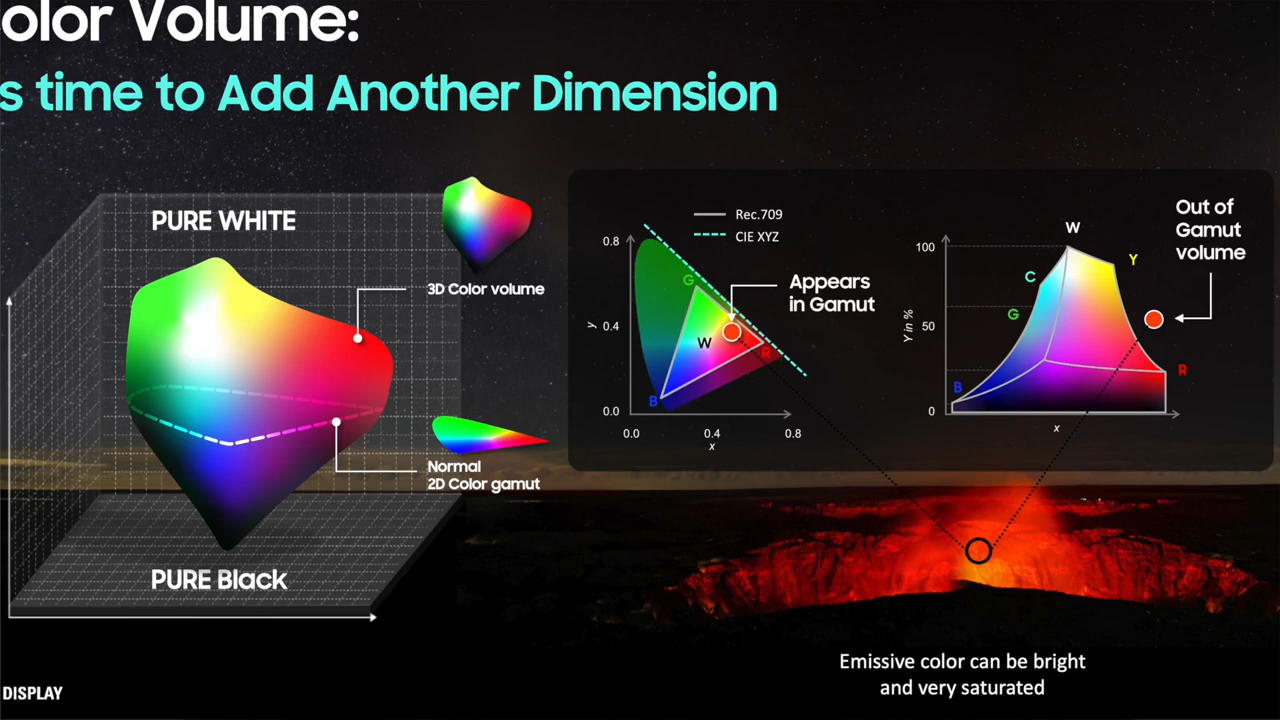 olor Volume:
s time to Add Another Dimension
PURE WHITE
3D Color volume
Normal
2D Color gamut
PURE Black
Rec.709
CIE XYZ
Appears
in Gamut
0.8
0.4
0.0
y
G
W
R
B
0.0
0.4
0.8
x
Out of
Gamut
volume
100
50
0
Y in %
W
Y
C
G
B
R
x
Emissive color can be bright
and very saturated
DISPLAY